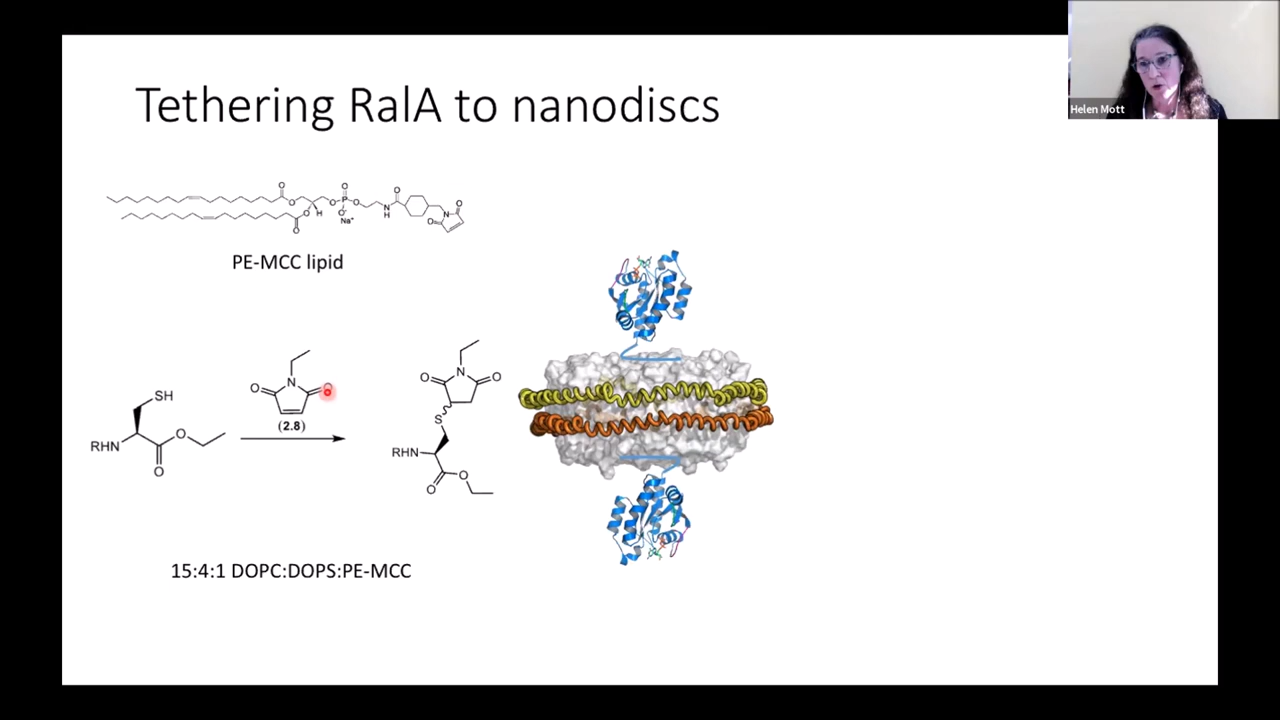 Tethering RalA to nanodiscs
Helen Mott
O
O
O
P
O
O
O
N
H
O
N
O
O
O
H
O-
Na+
O
PE-MCC lipid
N
O
O
(2.8)
SH
RHN
O
O
N
O
O
S
RHN
O
O
15:4:1 DOPC:DOPS:PE-MCC